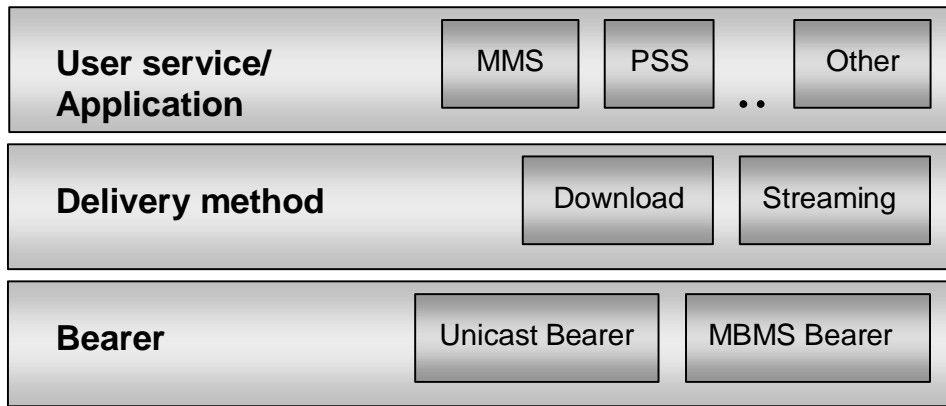 User service/
Application
MMS
PSS
..
Other
Delivery method
Download
Streaming
Bearer
Unicast Bearer
MBMS Bearer